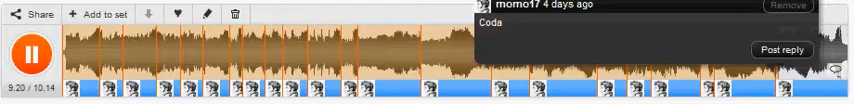 momo17 4 days ago
Remove
Share
Add to set
Coda
Post reply
9.20 / 10.14